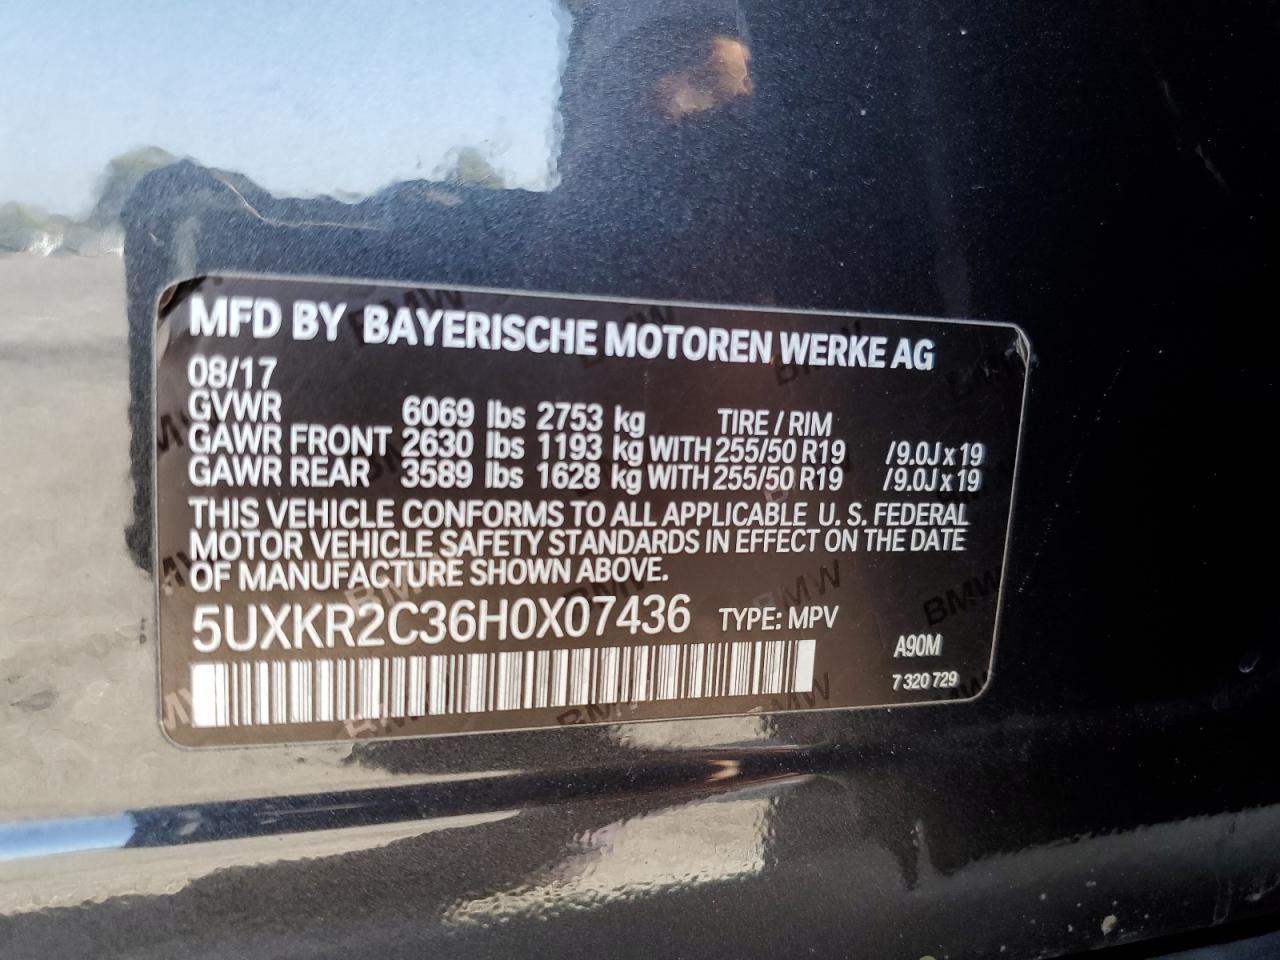 MFD BY BAYERISCHE MOTOREN WERKE AG
08/17
GVWR 6069 lbs 2753 kg TIRE / RIM
GAWR FRONT 2630 lbs 1193 kg WITH 255/50 R19 /9.0J x 19
GAWR REAR 3589 lbs 1628 kg WITH 255/50 R19 /9.0J x 19
THIS VEHICLE CONFORMS TO ALL APPLICABLE U. S. FEDERAL
MOTOR VEHICLE SAFETY STANDARDS IN EFFECT ON THE DATE
OF MANUFACTURE SHOWN ABOVE.
5UXKR2C36H0X07436 TYPE: MPV
A90M
7 320 729